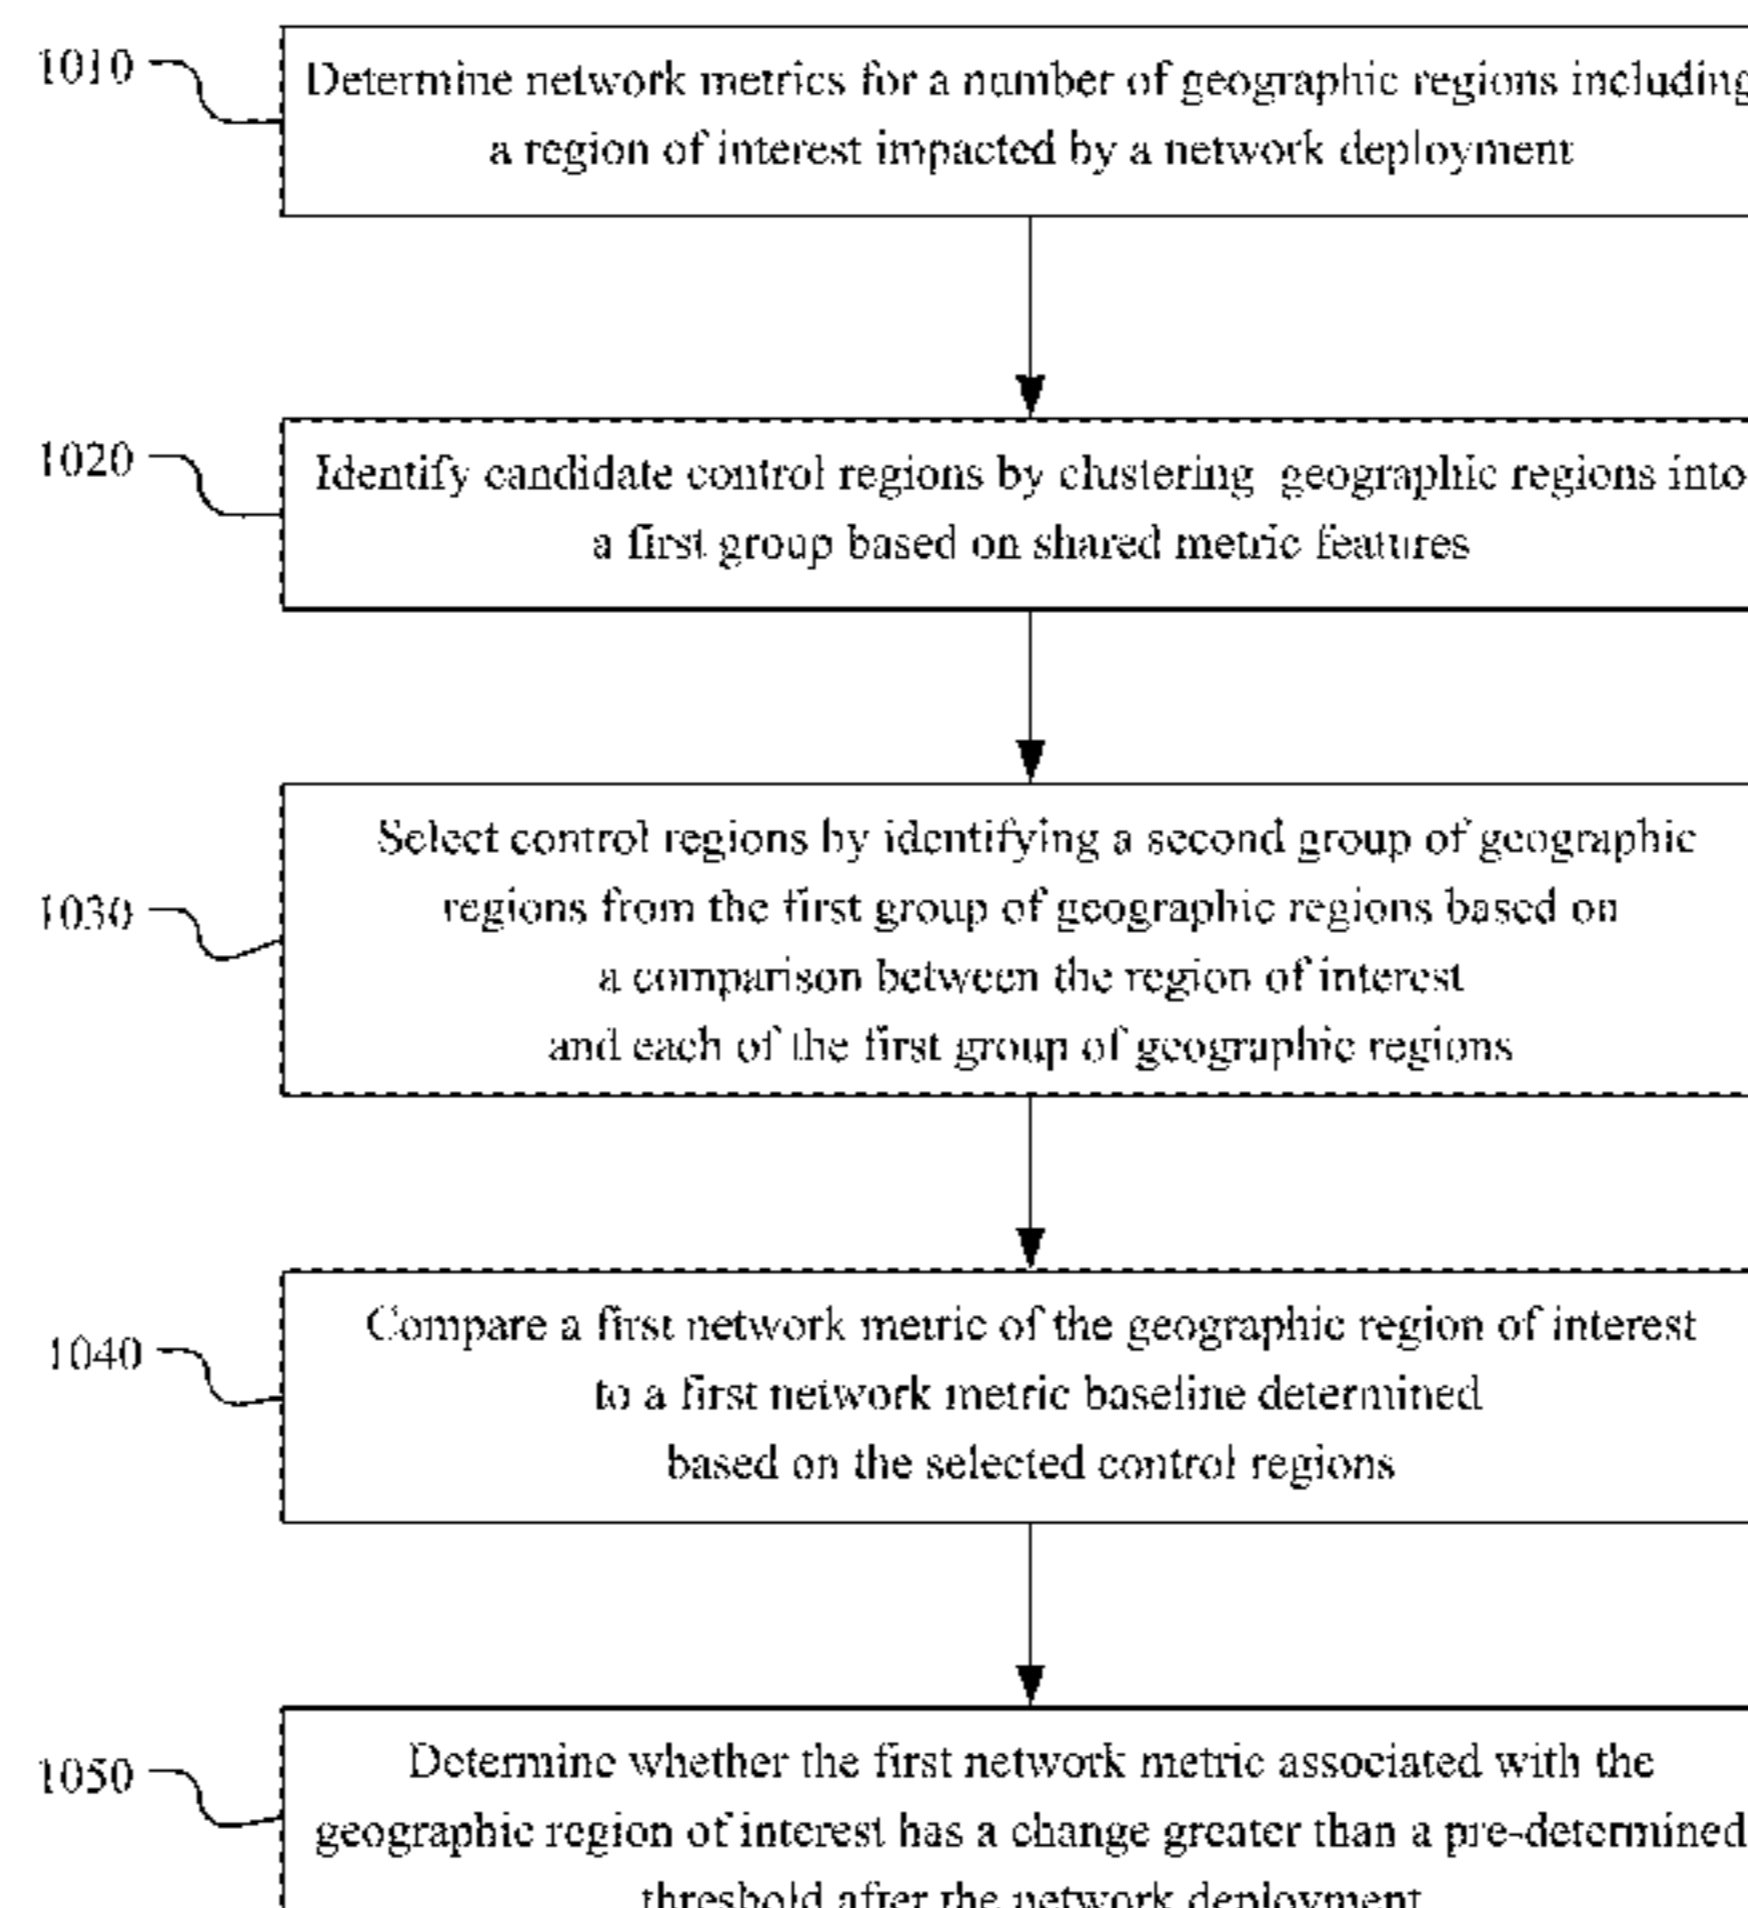 1010
Determine network metrics for a number of geographic regions including
a region of interest impacted by a network deployment
1020
Identify candidate control regions by clustering geographic regions into
a first group based on shared metric features
Select control regions by identifying a second group of geographic
1030
regions from the first group of geographic regions based on
a comparison between the region of interest
and each of the first group of geographic regions
Compare a first network metric of the geographic region of interest
1040
to a first network metric baseline determined
based on the selected control regions
Determine whether the first network metric associated with the
1050
geographic region of interest has a change greater than a pre-determined
threshold after the network deployment